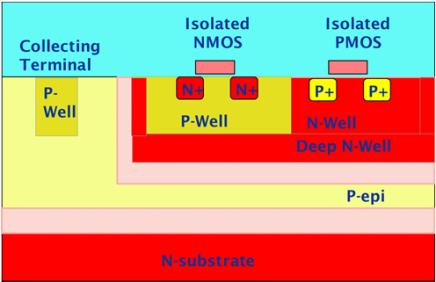 Isolated
NMOS
Isolated
PMOS
Collecting
Terminal
P-
Well
N+
N+
P+
P+
P-Well
N-Well
Deep N-Well
P-epi
N-substrate